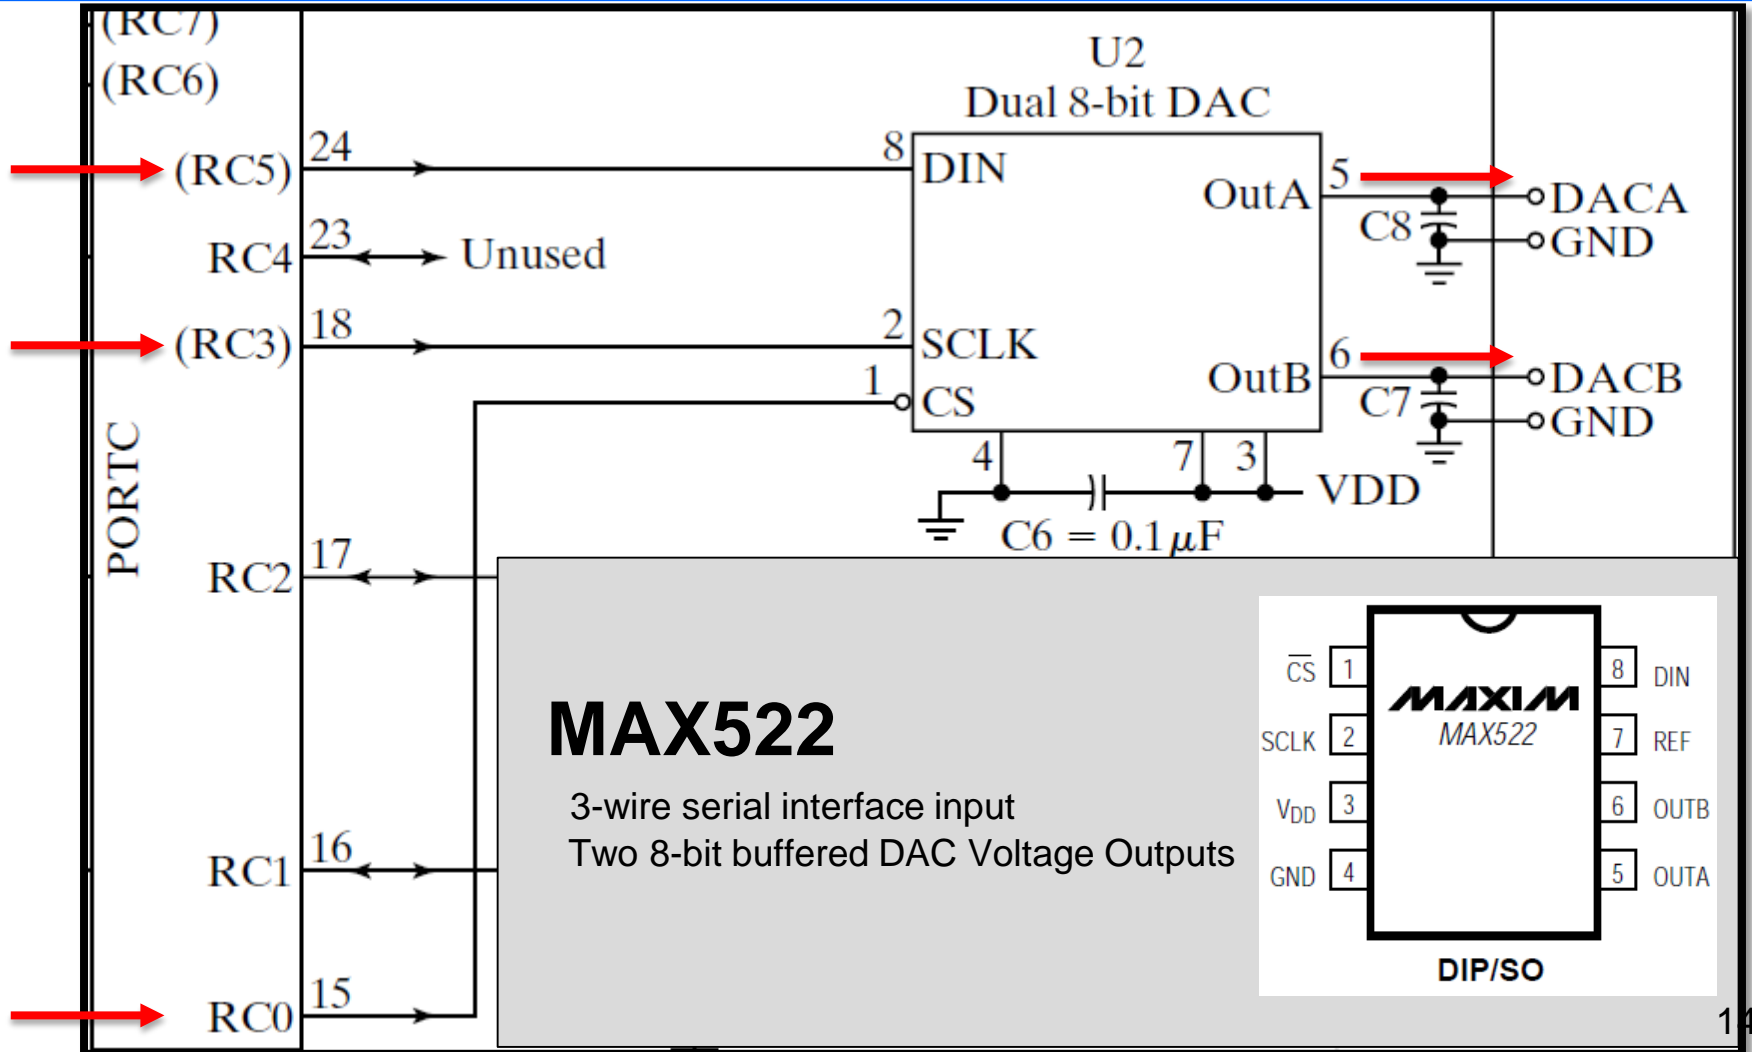 (RC7)
(RC6)
(RC5) 24
RC4 23 Unused
(RC3) 18
PORTC
RC2 17
RC1 16
RC0 15
U2
Dual 8-bit DAC
8 DIN
2 SCLK
1 CS
OutA 5
OutB 6
C8
DACA
GND
C7
DACB
GND
4 7 3
VDD
C6 = 0.1 μF
MAX522
3-wire serial interface input
Two 8-bit buffered DAC Voltage Outputs
C̅S̅ 1
SCLK 2
VDD 3
GND 4
MAXIM
MAX522
8 DIN
7 REF
6 OUTB
5 OUTA
DIP/SO
14